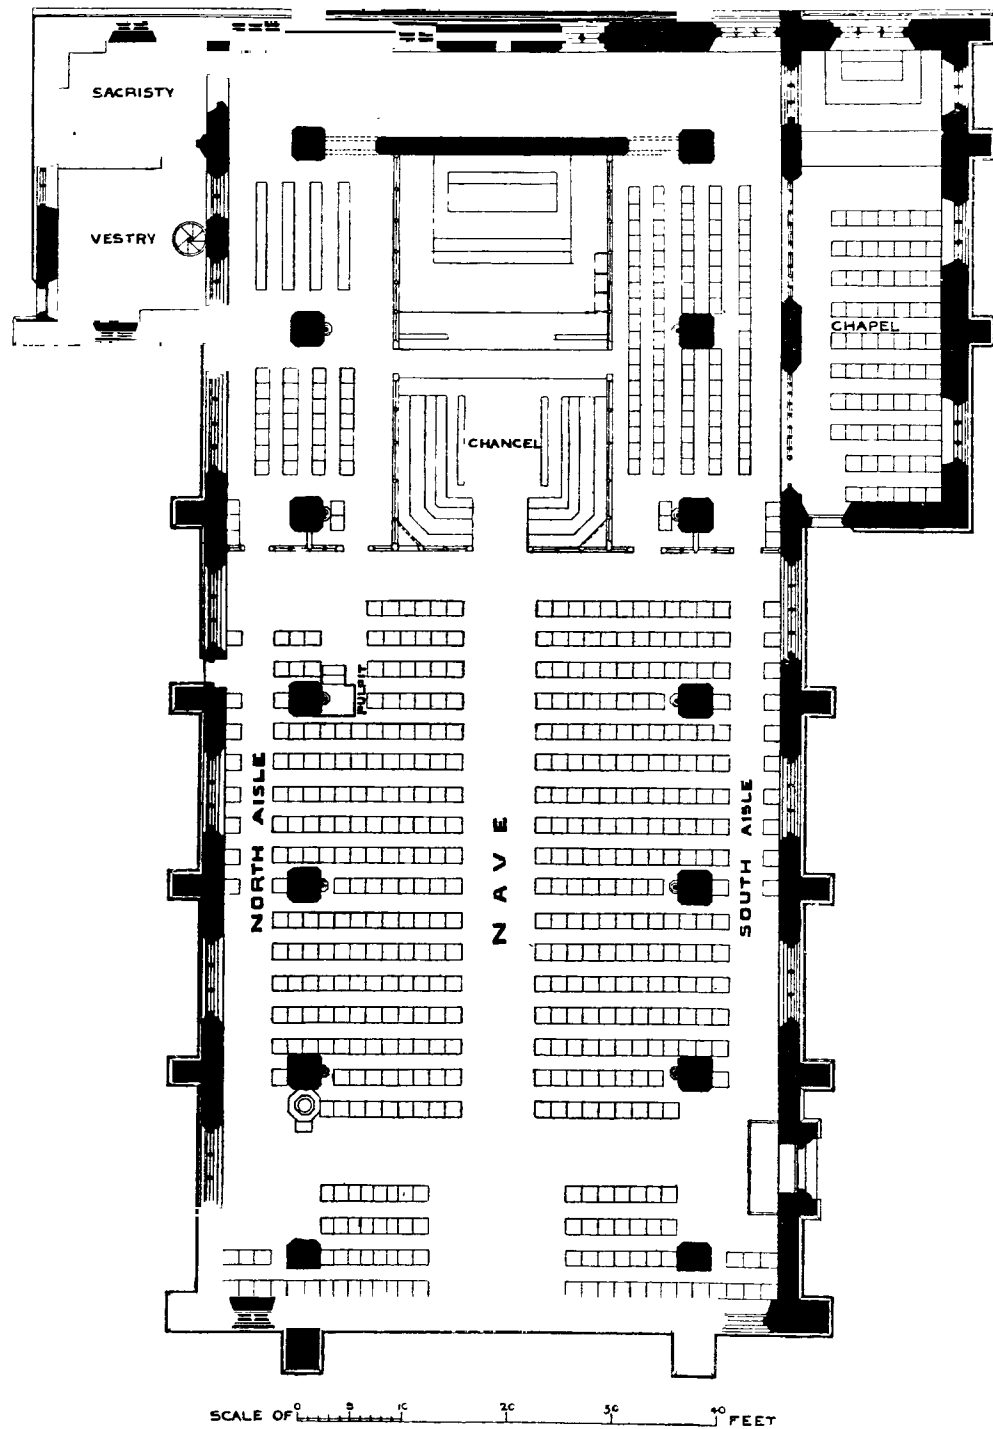 SACRISTY
VESTRY
CHAPEL
CHANCEL
PULPIT
NORTH AISLE
NAVE
SOUTH AISLE
SCALE OF 0 5 10 20 30 40 FEET